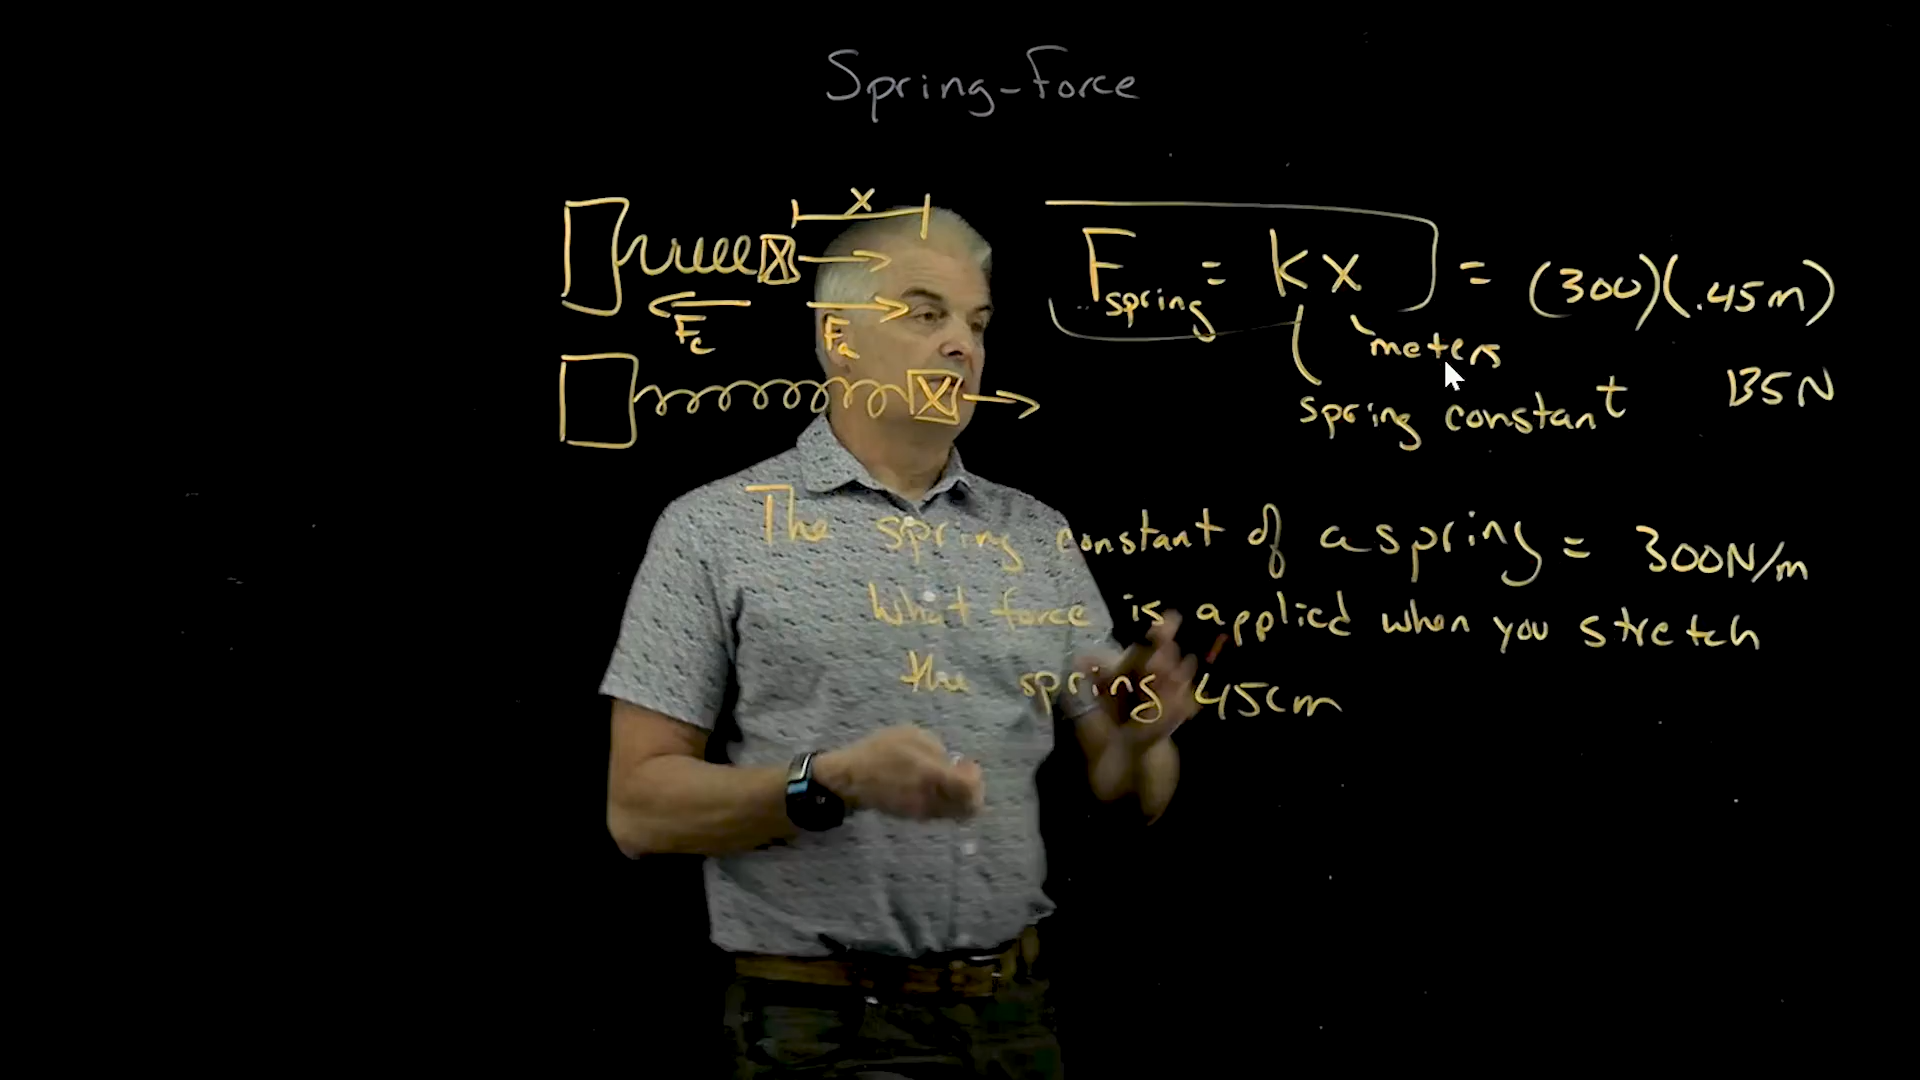 Spring-Force
X
F spring = kx = (300)(.45m)
Fc
Fa
meters
135N
spring constant
The spring constant of a spring = 300N/m
What force is applied when you stretch
the spring 45cm